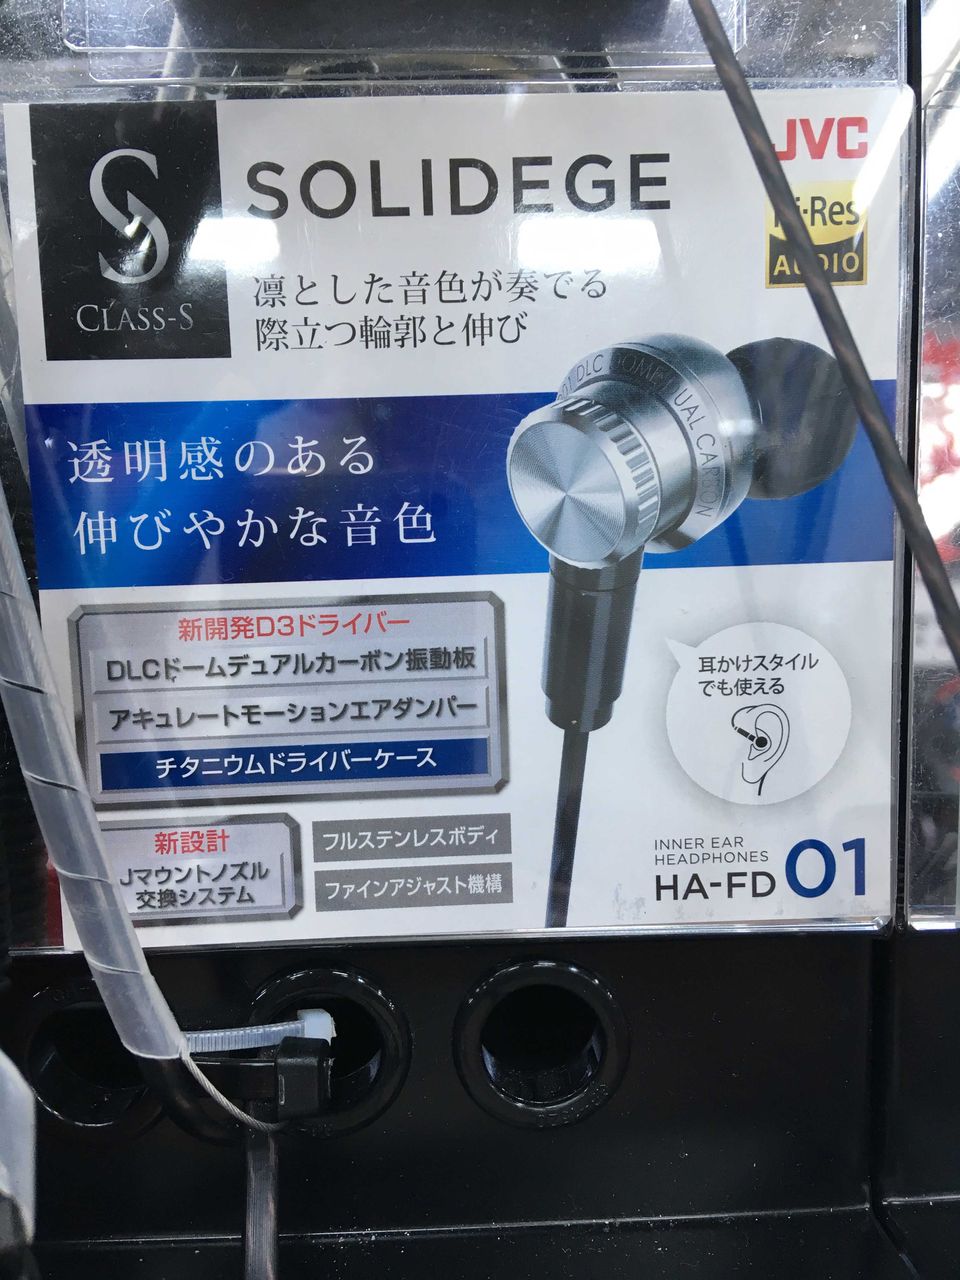 S
CLASS-S
SOLIDEGE
JVC
Hi-Res
AUDIO
凛とした音色が奏でる
際立つ輪郭と伸び
透明感のある
伸びやかな音色
01 DLC DOME DUAL CARBON
新開発D3ドライバー
DLCドームデュアルカーボン振動板
アキュレートモーションエアダンパー
チタニウムドライバーケース
耳かけスタイル
でも使える
新設計
Jマウントノズル
交換システム
フルステンレスボディ
ファインアジャスト機構
INNER EAR
HEADPHONES
HA-FD 01